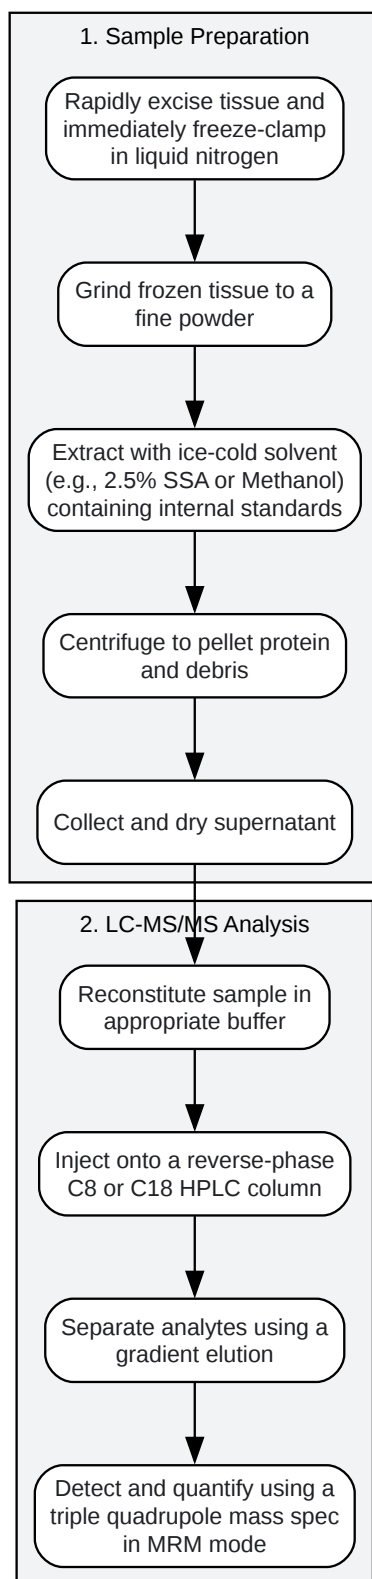 1. Sample Preparation
Rapidly excise tissue and
immediately freeze-clamp
in liquid nitrogen
Grind frozen tissue to a
fine powder
Extract with ice-cold solvent
(e.g., 2.5% SSA or Methanol)
containing internal standards
Centrifuge to pellet protein
and debris
Collect and dry supernatant
2. LC-MS/MS Analysis
Reconstitute sample in
appropriate buffer
Inject onto a reverse-phase
C8 or C18 HPLC column
Separate analytes using a
gradient elution
Detect and quantify using a
triple quadrupole mass spec
in MRM mode